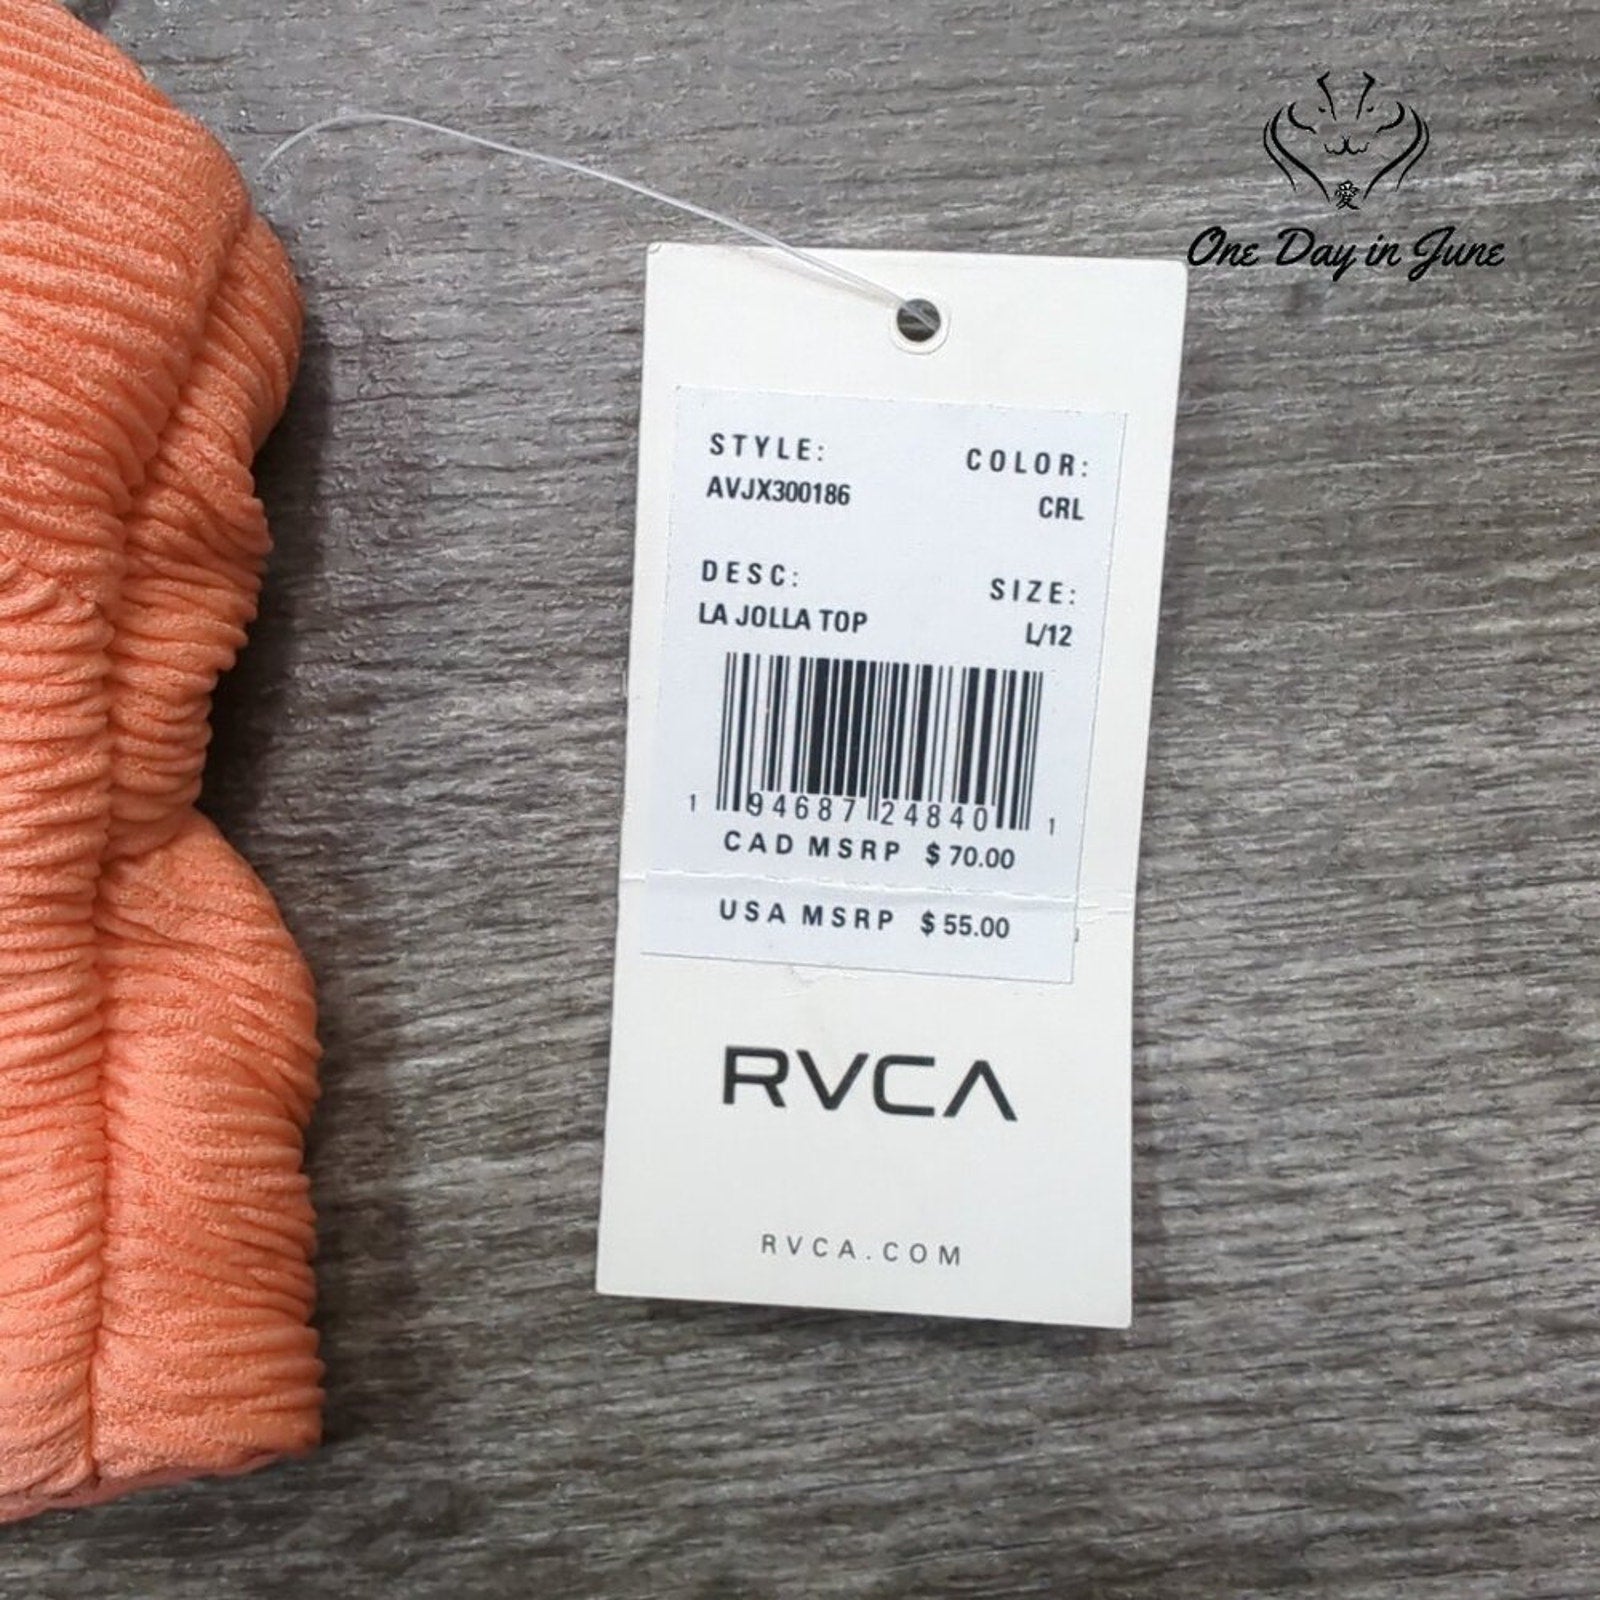 愛
One Day in June
STYLE: COLOR:
AVJX300186 CRL
DESC: SIZE:
LA JOLLA TOP L/12
1 94687 24840 1
CAD MSRP $ 70.00
USA MSRP $ 55.00
RVCA
RVCA.COM